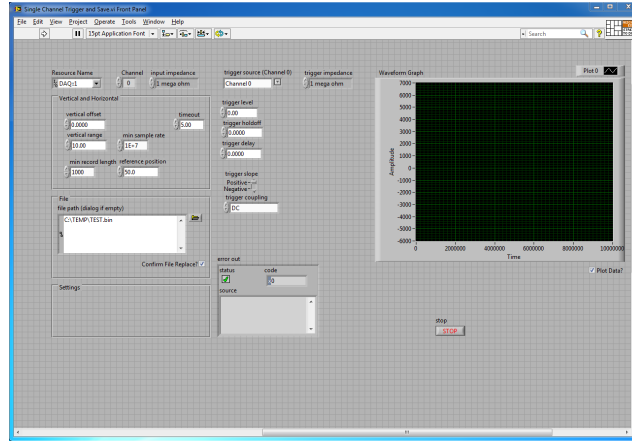 Single Channel Trigger and Save.vi Front Panel
File Edit View Project Operate Tools Window Help
15pt Application Font
Search
Resource Name
DAQ::1
Channel
0
input impedance
1 mega ohm
trigger source (Channel 0)
Channel 0
trigger impedance
1 mega ohm
Vertical and Horizontal
vertical offset
0.0000
timeout
5.00
vertical range
10.00
min sample rate
1E+7
min record length
1000
reference position
50.0
trigger level
0.00
trigger holdoff
0.0000
trigger delay
0.0000
trigger slope
Positive
Negative
trigger coupling
DC
File
file path (dialog if empty)
C:\TEMP\TEST.bin
Confirm File Replace?
Settings
error out
status
code
0
source
Waveform Graph
Plot 0
7000
6000
5000
4000
3000
2000
1000
0
-1000
-2000
-3000
-4000
-5000
-6000
Amplitude
0 2000000 4000000 6000000 8000000 10000000
Time
Plot Data?
stop
STOP